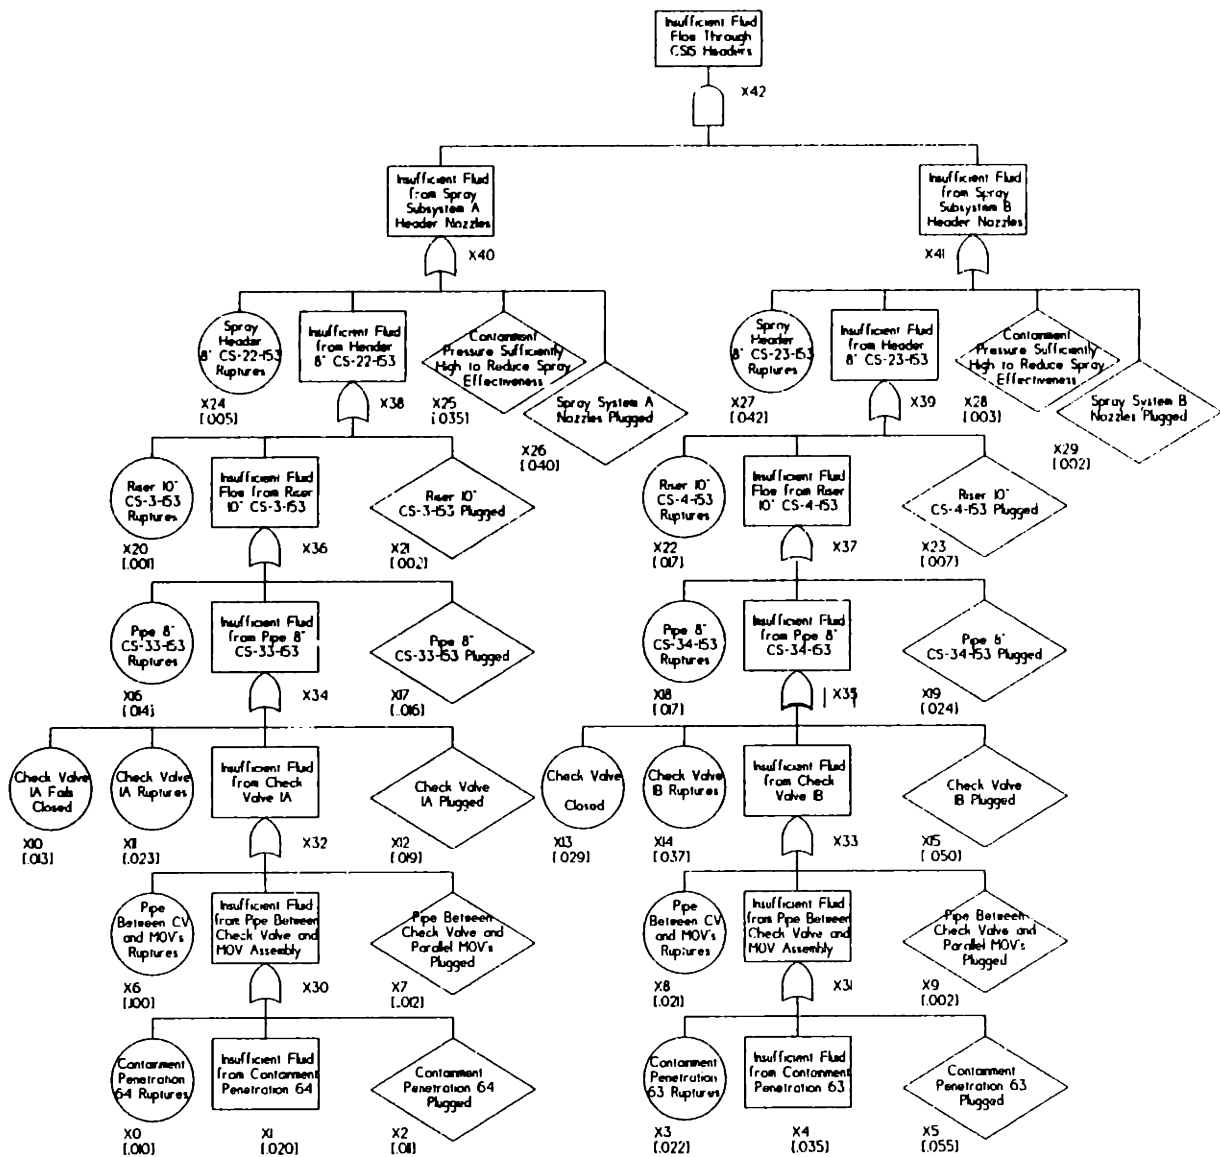 Insufficient Fluid
Flow Through
CSIS Headers
X42
Insufficient Fluid
from Spray
Subsystem A
Header Nozzles
X40
Insufficient Fluid
from Spray
Subsystem B
Header Nozzles
X41
Spray
Header
8" CS-22-153
Ruptures
X24
[.005]
Insufficient Fluid
from Header
8" CS-22-153
X38
Containment
Pressure Sufficiently
High to Reduce Spray
Effectiveness
X25
[.035]
Spray System A
Nozzles Plugged
X26
[.040]
Spray
Header
8" CS-23-153
Ruptures
X27
[.042]
Insufficient Fluid
from Header
8" CS-23-153
X39
Containment
Pressure Sufficiently
High to Reduce Spray
Effectiveness
X28
[.003]
Spray System B
Nozzles Plugged
X29
[.002]
Riser 10"
CS-3-153
Ruptures
X20
[.001]
Insufficient Fluid
Floe from Riser
10" CS-3-153
X36
Riser 10"
CS-3-153 Plugged
X21
[.002]
Riser 10"
CS-4-153
Ruptures
X22
[.017]
Insufficient Fluid
Floe from Riser
10" CS-4-153
X37
Riser 10"
CS-4-153 Plugged
X23
[.007]
Pipe 8"
CS-33-153
Ruptures
X16
[.014]
Insufficient Fluid
from Pipe 8"
CS-33-153
X34
Pipe 8"
CS-33-153 Plugged
X17
[.016]
Pipe 8"
CS-34-153
Ruptures
X18
[.017]
Insufficient Fluid
from Pipe 8"
CS-34-153
X35
Pipe 8"
CS-34-153 Plugged
X19
[.024]
Check Valve
1A Fails
Closed
X10
[.013]
Check Valve
1A Ruptures
X11
[.023]
Insufficient Fluid
from Check
Valve 1A
X32
Check Valve
1A Plugged
X12
[.019]
Check Valve
Closed
X13
[.029]
Check Valve
1B Ruptures
X14
[.037]
Insufficient Fluid
from Check
Valve 1B
X33
Check Valve
1B Plugged
X15
[.050]
Pipe
Between CV
and MOV's
Ruptures
X6
[.100]
Insufficient Fluid
from Pipe Between
Check Valve and
MOV Assembly
X30
Pipe Between
Check Valve and
Parallel MOV's
Plugged
X7
[.012]
Pipe
Between CV
and MOV's
Ruptures
X8
[.021]
Insufficient Fluid
from Pipe Between
Check Valve and
MOV Assembly
X31
Pipe Between
Check Valve and
Parallel MOV's
Plugged
X9
[.002]
Containment
Penetration
64 Ruptures
X0
[.010]
Insufficient Fluid
from Containment
Penetration 64
X1
[.020]
Containment
Penetration 64
Plugged
X2
[.011]
Containment
Penetration
63 Ruptures
X3
[.022]
Insufficient Fluid
from Containment
Penetration 63
X4
[.035]
Containment
Penetration 63
Plugged
X5
[.055]